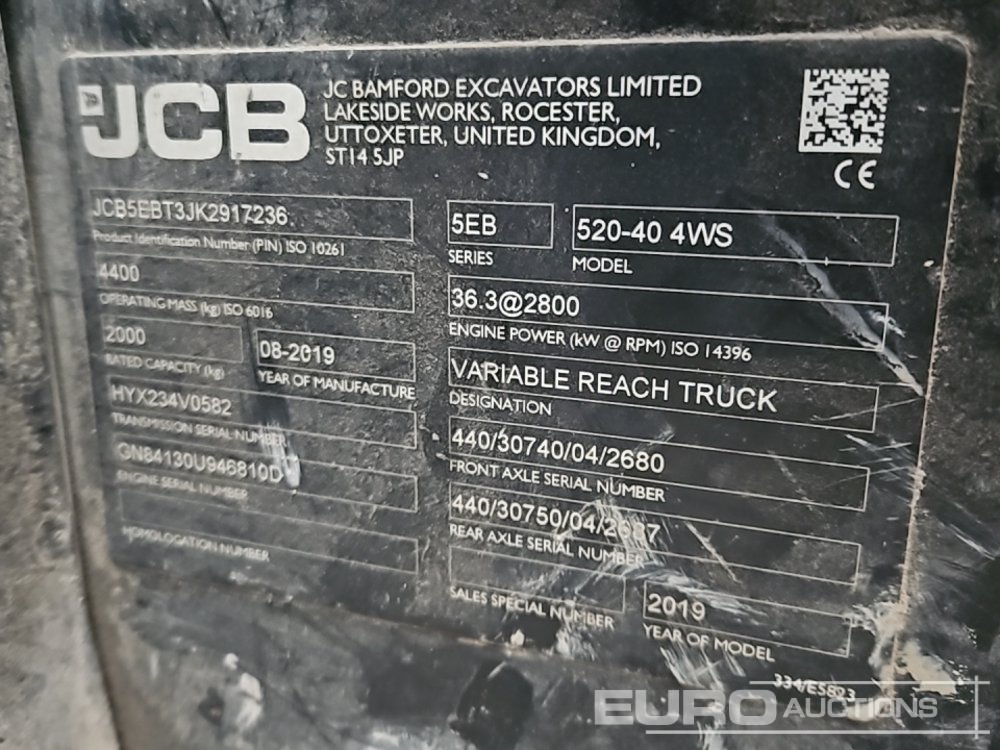 JCB
JC BAMFORD EXCAVATORS LIMITED
LAKESIDE WORKS, ROCESTER,
UTTOXETER, UNITED KINGDOM,
ST14 5JP
CE
JCB5EBT3JK2917236
Product Identification Number (PIN) ISO 10261
5EB
SERIES
520-40 4WS
MODEL
4400
OPERATING MASS (kg) ISO 6016
36.3@2800
ENGINE POWER (kW @ RPM) ISO 14396
2000
RATED CAPACITY (kg)
08-2019
YEAR OF MANUFACTURE
VARIABLE REACH TRUCK
DESIGNATION
HYX234V0582
TRANSMISSION SERIAL NUMBER
440/30740/04/2680
FRONT AXLE SERIAL NUMBER
GN84130U946810D
ENGINE SERIAL NUMBER
440/30750/04/2687
REAR AXLE SERIAL NUMBER
HOMOLOGATION NUMBER
SALES SPECIAL NUMBER
2019
YEAR OF MODEL
334/E5823
EURO AUCTIONS